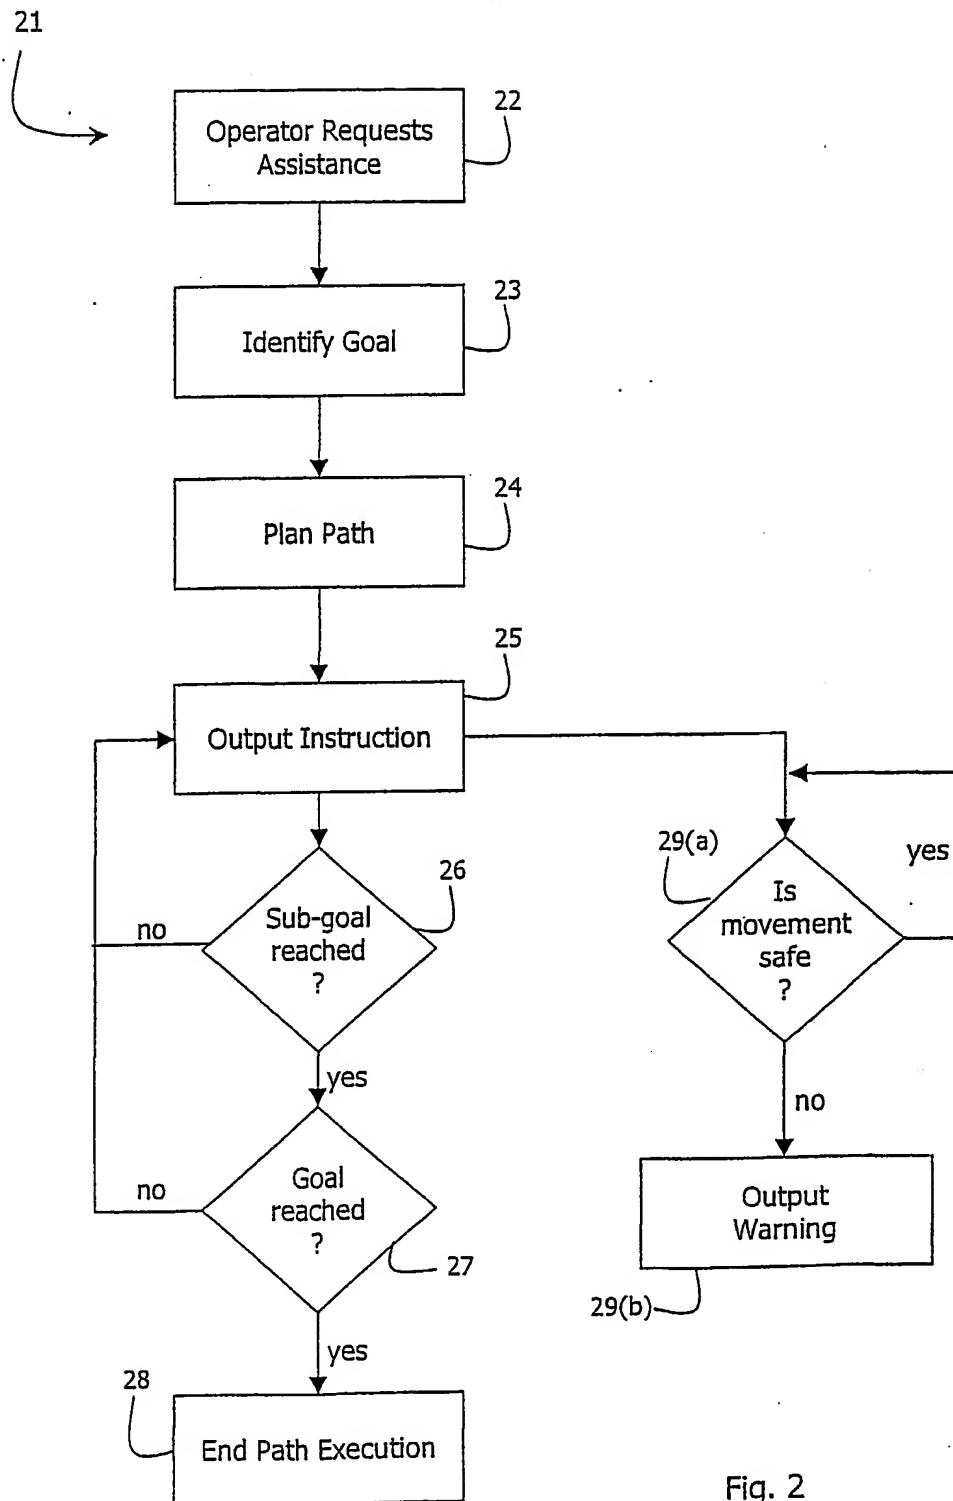 21
22
Operator Requests
Assistance
23
Identify Goal
24
Plan Path
25
Output Instruction
26
Sub-goal
reached
?
no
yes
Goal
reached
?
no
27
yes
28
End Path Execution
29(a)
yes
Is
movement
safe
?
no
Output
Warning
29(b)
Fig. 2